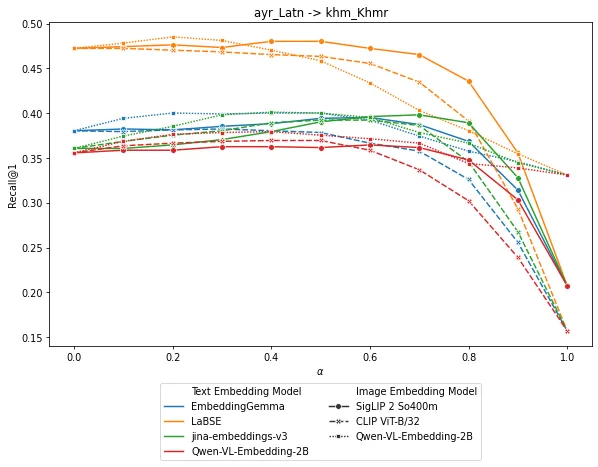 ayr_Latn -> khm_Khmr
0.50
0.45
0.40
0.35
0.30
0.25
0.20
0.15
Recall@1
0.0 0.2 0.4 0.6 0.8 1.0
α
Text Embedding Model Image Embedding Model
EmbeddingGemma SigLIP 2 So400m
LaBSE CLIP ViT-B/32
jina-embeddings-v3 Qwen-VL-Embedding-2B
Qwen-VL-Embedding-2B